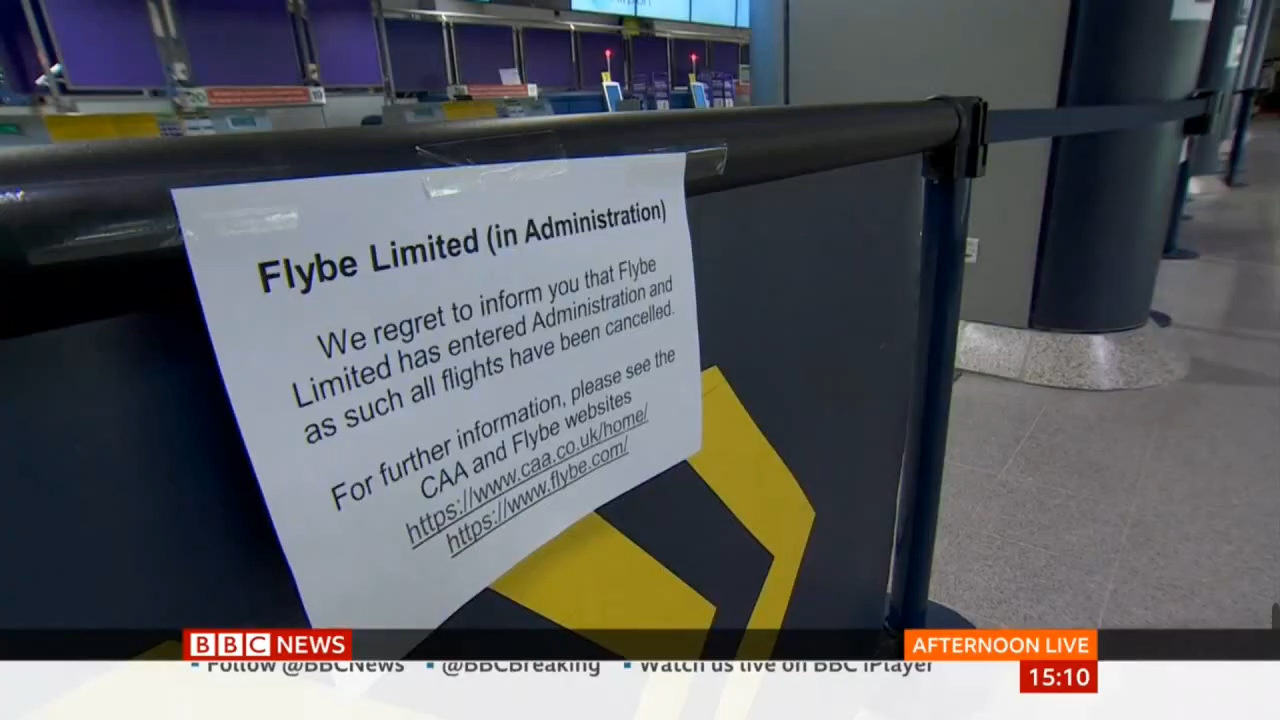 Flybe Limited (in Administration)
We regret to inform you that Flybe
Limited has entered Administration and
as such all flights have been cancelled.
For further information, please see the
CAA and Flybe websites
https://www.caa.co.uk/home/
https://www.flybe.com/
BBC NEWS
AFTERNOON LIVE
Follow @BBCNews @BBCBreaking Watch us live on BBC iPlayer
15:10